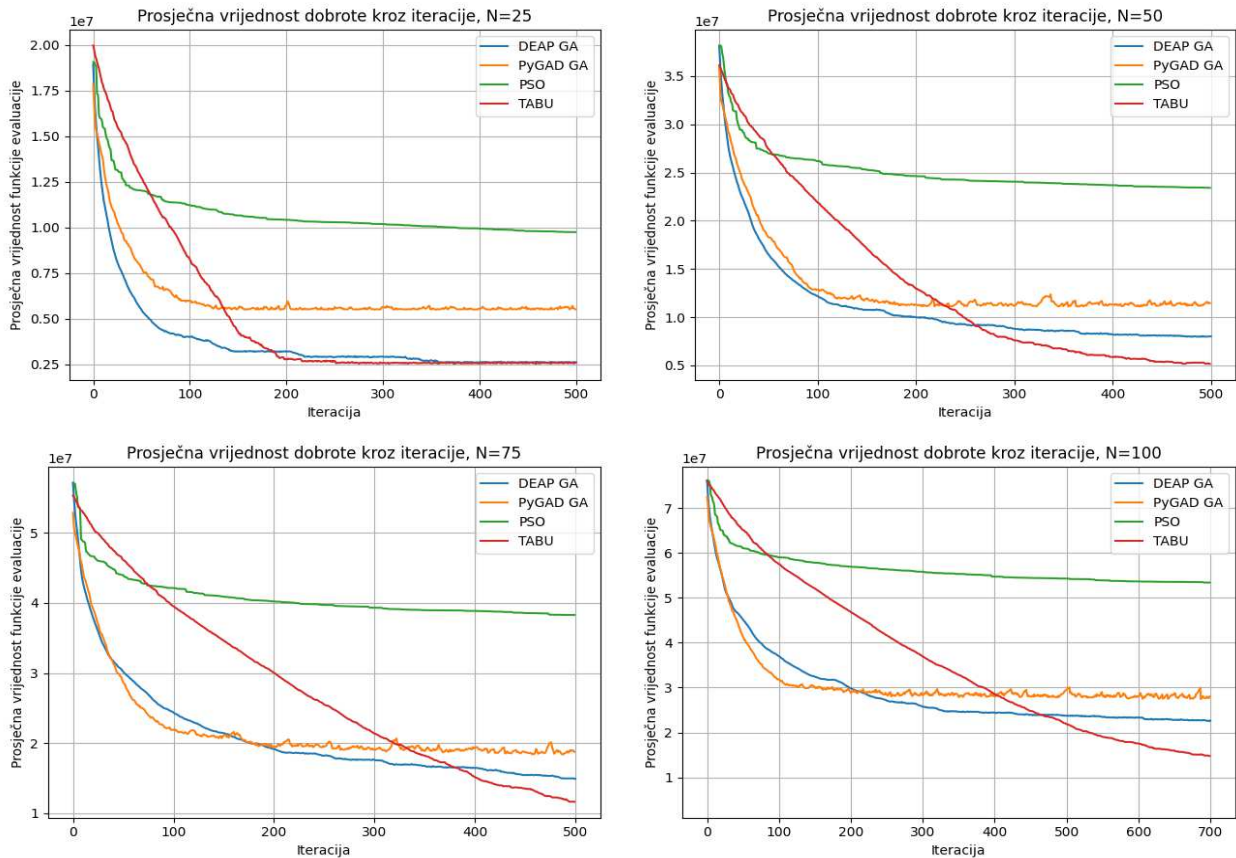 Prosječna vrijednost dobrote kroz iteracije, N=25
1e7
Prosječna vrijednost funkcije evaluacije
2.00
1.75
1.50
1.25
1.00
0.75
0.50
0.25
DEAP GA
PyGAD GA
PSO
TABU
0 100 200 300 400 500
Iteracija
Prosječna vrijednost dobrote kroz iteracije, N=50
1e7
Prosječna vrijednost funkcije evaluacije
3.5
3.0
2.5
2.0
1.5
1.0
0.5
DEAP GA
PyGAD GA
PSO
TABU
0 100 200 300 400 500
Iteracija
Prosječna vrijednost dobrote kroz iteracije, N=75
1e7
Prosječna vrijednost funkcije evaluacije
5
4
3
2
1
DEAP GA
PyGAD GA
PSO
TABU
0 100 200 300 400 500
Iteracija
Prosječna vrijednost dobrote kroz iteracije, N=100
1e7
Prosječna vrijednost funkcije evaluacije
7
6
5
4
3
2
1
DEAP GA
PyGAD GA
PSO
TABU
0 100 200 300 400 500 600 700
Iteracija